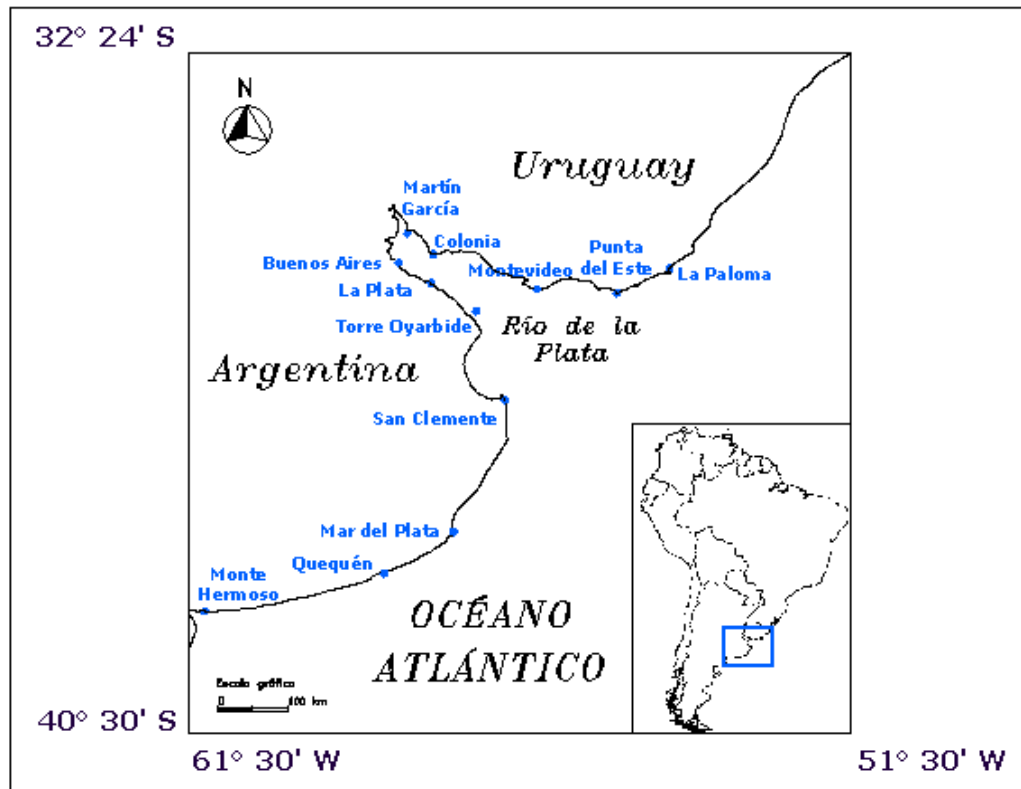 32° 24' S
N
Uruguay
Martín
García
Colonia
Punta
del Este
Buenos Aires
Montevideo
La Paloma
La Plata
Torre Oyarbide
Río de la
Plata
Argentina
San Clemente
Mar del Plata
Quequén
Monte
Hermoso
OCÉANO
ATLÁNTICO
Escala gráfica
0 100 km
40° 30' S
61° 30' W
51° 30' W